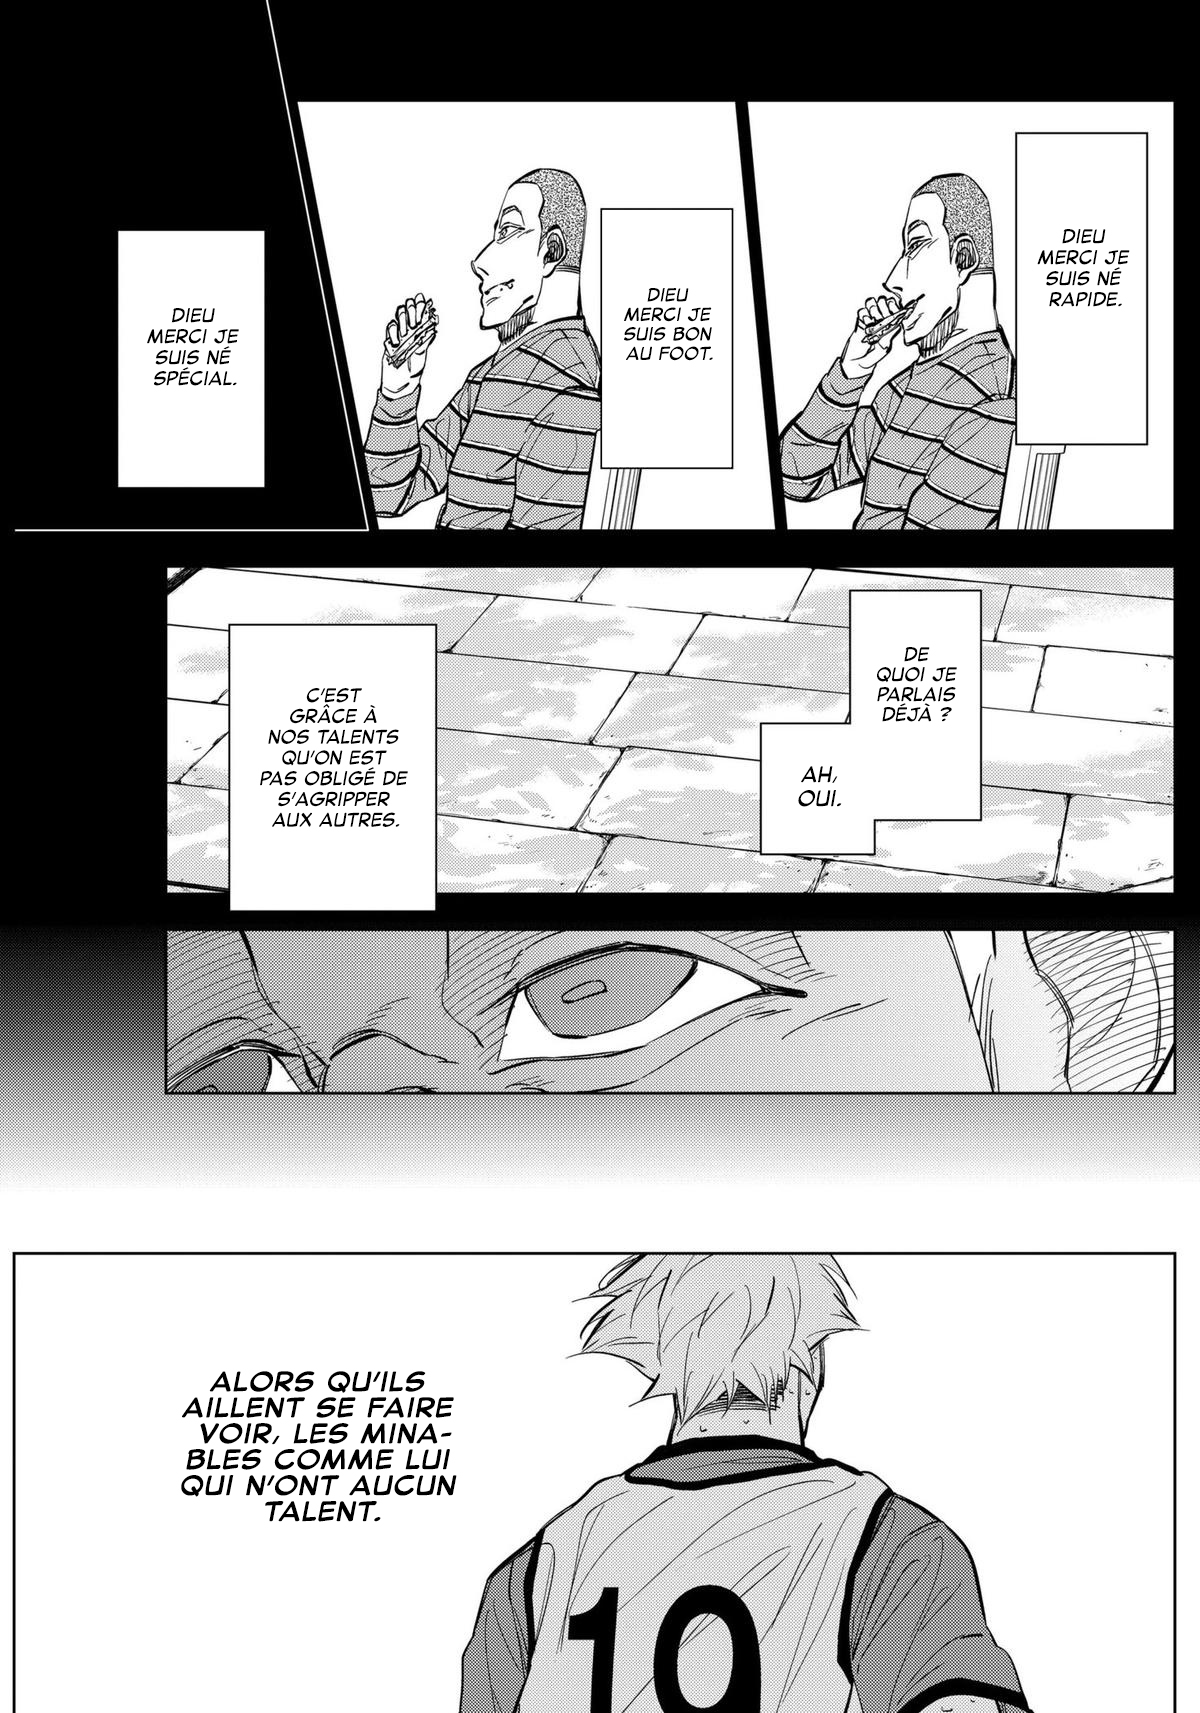 DIEU
MERCI JE
SUIS NÉ
RAPIDE.
DIEU
MERCI JE
SUIS BON
AU FOOT.
DIEU
MERCI JE
SUIS NÉ
SPÉCIAL.
DE
QUOI JE
PARLAIS
DÉJÀ ?
AH,
OUI.
C'EST
GRÂCE À
NOS TALENTS
QU'ON EST
PAS OBLIGÉ DE
S'AGRIPPER
AUX AUTRES.
ALORS QU'ILS
AILLENT SE FAIRE
VOIR, LES MINA-
BLES COMME LUI
QUI N'ONT AUCUN
TALENT.
19